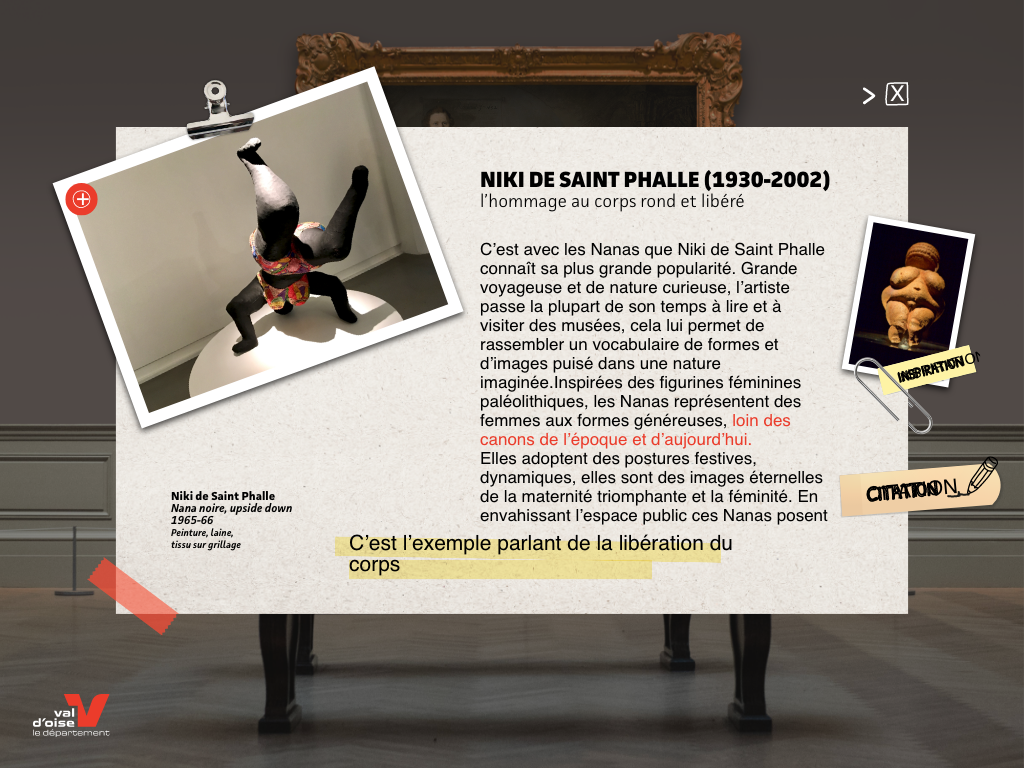 X
NIKI DE SAINT PHALLE (1930-2002)
l'hommage au corps rond et libéré
C'est avec les Nanas que Niki de Saint Phalle
connaît sa plus grande popularité. Grande
voyageuse et de nature curieuse, l'artiste
passe la plupart de son temps à lire et à
visiter des musées, cela lui permet de
rassembler un vocabulaire de formes et
d'images puisé dans une nature
imaginée.Inspirées des figurines féminines
paléolithiques, les Nanas représentent des
femmes aux formes généreuses, loin des
canons de l'époque et d'aujourd'hui.
Elles adoptent des postures festives,
dynamiques, elles sont des images éternelles
de la maternité triomphante et la féminité. En
envahissant l'espace public ces Nanas posent
INSPIRATION
CITATION
Niki de Saint Phalle
Nana noire, upside down
1965-66
Peinture, laine,
tissu sur grillage
C'est l'exemple parlant de la libération du
corps
val
d'oise
le département